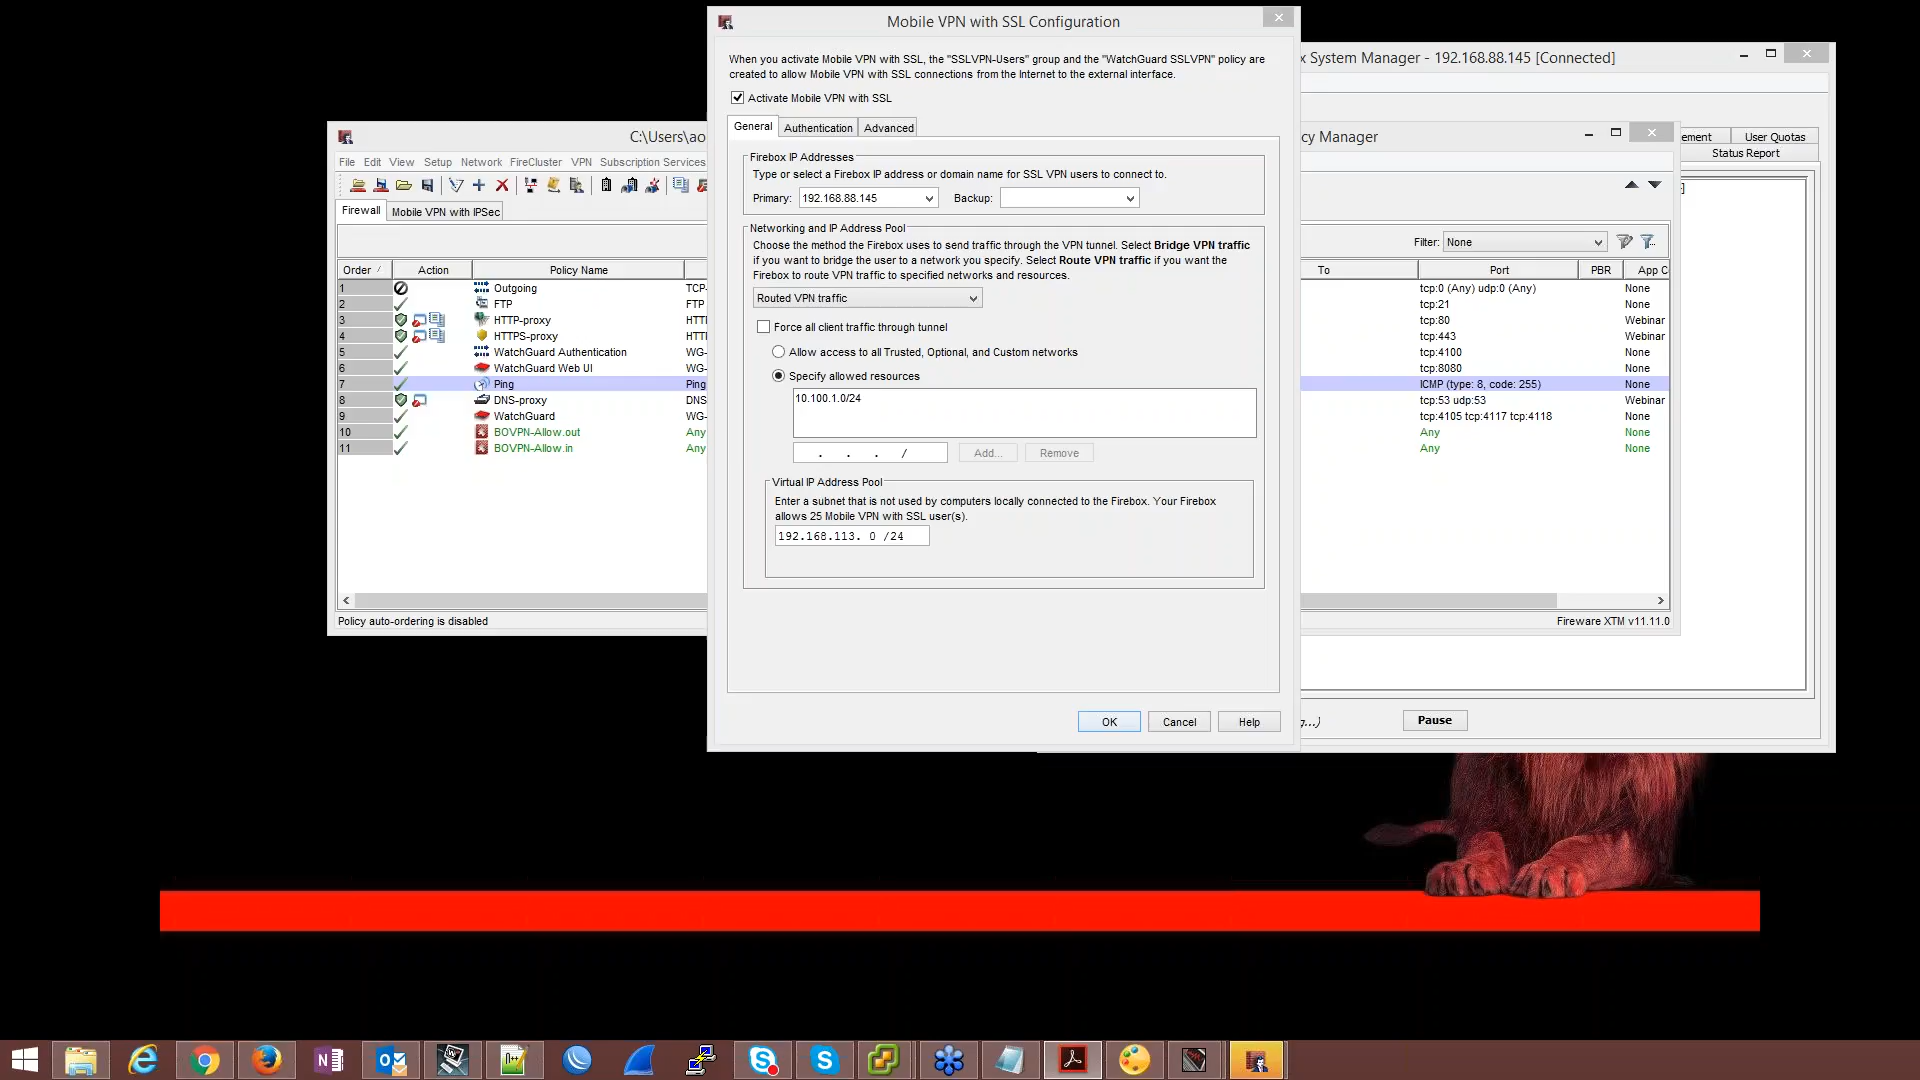 Mobile VPN with SSL Configuration
When you activate Mobile VPN with SSL, the "SSLVPN-Users" group and the "WatchGuard SSLVPN" policy are
created to allow Mobile VPN with SSL connections from the Internet to the external interface.
Activate Mobile VPN with SSL
General Authentication Advanced
Firebox IP Addresses
Type or select a Firebox IP address or domain name for SSL VPN users to connect to.
Primary: 192.168.88.145 Backup:
Networking and IP Address Pool
Choose the method the Firebox uses to send traffic through the VPN tunnel. Select Bridge VPN traffic
if you want to bridge the user to a network you specify. Select Route VPN traffic if you want the
Firebox to route VPN traffic to specified networks and resources.
Routed VPN traffic
Force all client traffic through tunnel
Allow access to all Trusted, Optional, and Custom networks
Specify allowed resources
10.100.1.0/24
. . . /
Add... Remove
Virtual IP Address Pool
Enter a subnet that is not used by computers locally connected to the Firebox. Your Firebox
allows 25 Mobile VPN with SSL user(s).
192.168.113. 0 /24
OK Cancel Help
C:\Users\ao
File Edit View Setup Network FireCluster VPN Subscription Services
Firewall Mobile VPN with IPSec
Order / Action Policy Name
1 Outgoing TCP-
2 FTP FTP
3 HTTP-proxy HTTP
4 HTTPS-proxy HTTP
5 WatchGuard Authentication WG-
6 WatchGuard Web UI WG-
7 Ping Ping
8 DNS-proxy DNS
9 WatchGuard WG-
10 BOVPN-Allow.out Any
11 BOVPN-Allow.in Any
Policy auto-ordering is disabled
x System Manager - 192.168.88.145 [Connected]
cy Manager
ement User Quotas
Status Report
Filter: None
To Port PBR App C
tcp:0 (Any) udp:0 (Any) None
tcp:21 None
tcp:80 Webinar
tcp:443 Webinar
tcp:4100 None
tcp:8080 None
ICMP (type: 8, code: 255) None
tcp:53 udp:53 Webinar
tcp:4105 tcp:4117 tcp:4118 None
Any None
Any None
Fireware XTM v11.11.0
...)
Pause